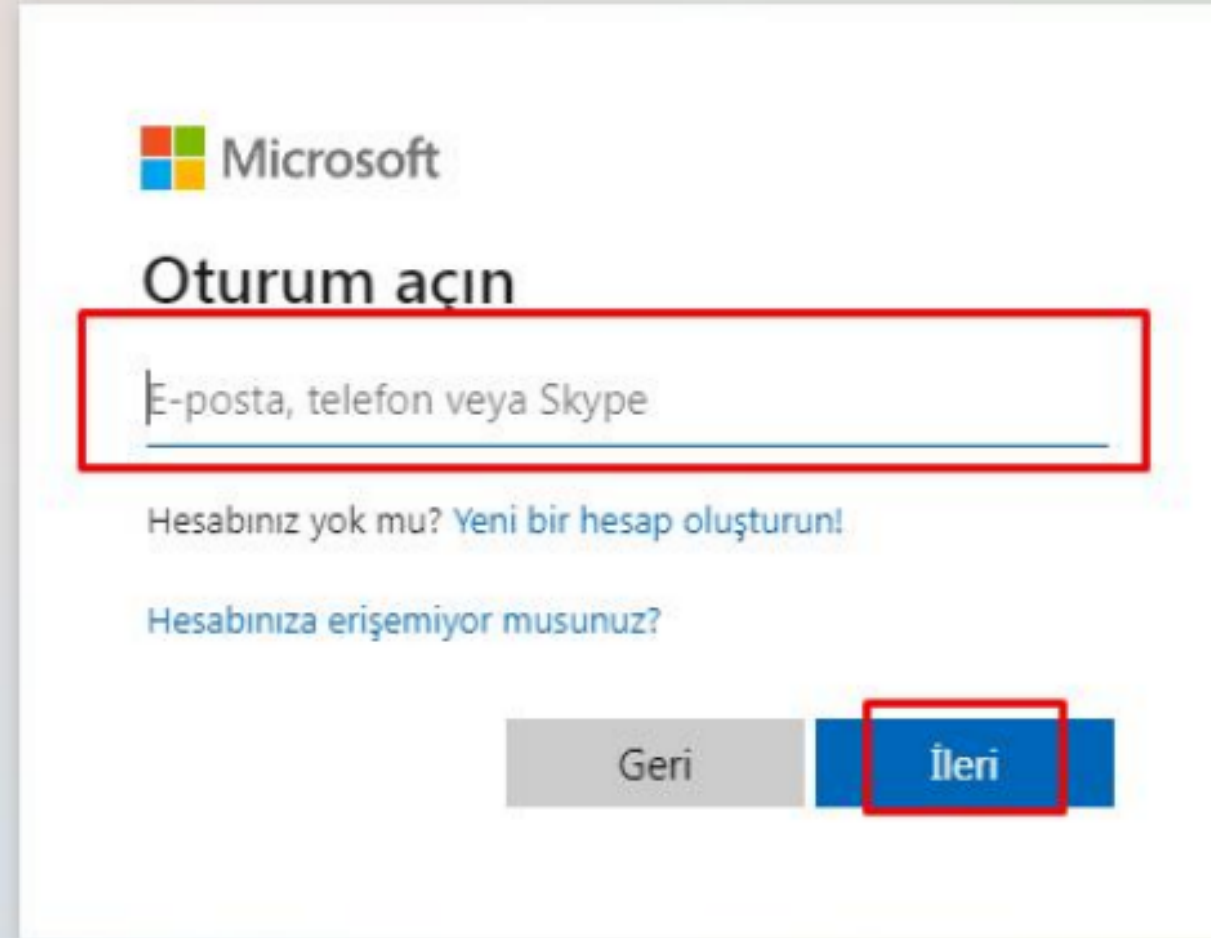 Microsoft
Oturum açın
E-posta, telefon veya Skype
Hesabınız yok mu? Yeni bir hesap oluşturun!
Hesabınıza erişemiyor musunuz?
Geri
İleri